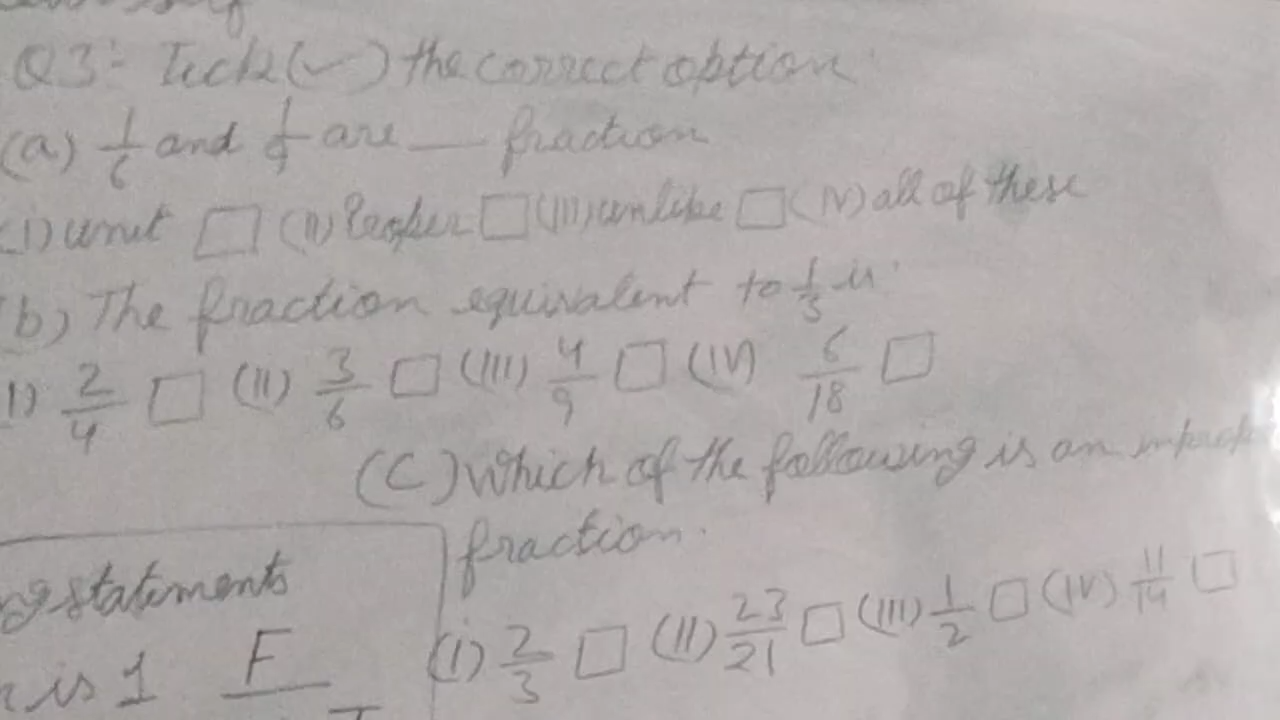 Q3:- Tick (✓) the correct option
(a) 1/6 and 1/9 are __ fraction
(i) unit □ (ii) Proper □ (iii) unlike □ (iv) all of these
(b) The fraction equivalent to 1/3 is
i) 2/4 □ (ii) 3/6 □ (iii) 4/9 □ (iv) 6/18 □
(C) Which of the following is an
fraction.
(i) 2/3 □ (ii) 23/21 □ (iii) 1/2 □ (iv) 11/14 □
statements
is 1 F